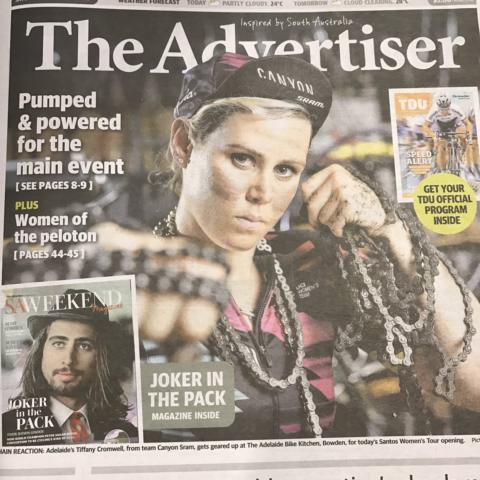 WEATHER FORECAST TODAY PARTLY CLOUDY. 24°C TOMORROW CLOUD CLEARING. 28°C
Inspired by South Australia
The Advertiser
Pumped
& powered
for the
main event
[ SEE PAGES 8-9 ]
PLUS
Women of
the peloton
[ PAGES 44-45 ]
CANYON
SRAM
TDU
SPEED
ALERT
GET YOUR
TDU OFFICIAL
PROGRAM
INSIDE
SAWEEKEND
magazine
JOKER
in the
PACK
JOKER IN
THE PACK
MAGAZINE INSIDE
HAIN REACTION: Adelaide's Tiffany Cromwell, from team Canyon Sram, gets geared up at The Adelaide Bike Kitchen, Bowden, for today's Santos Women's Tour opening.